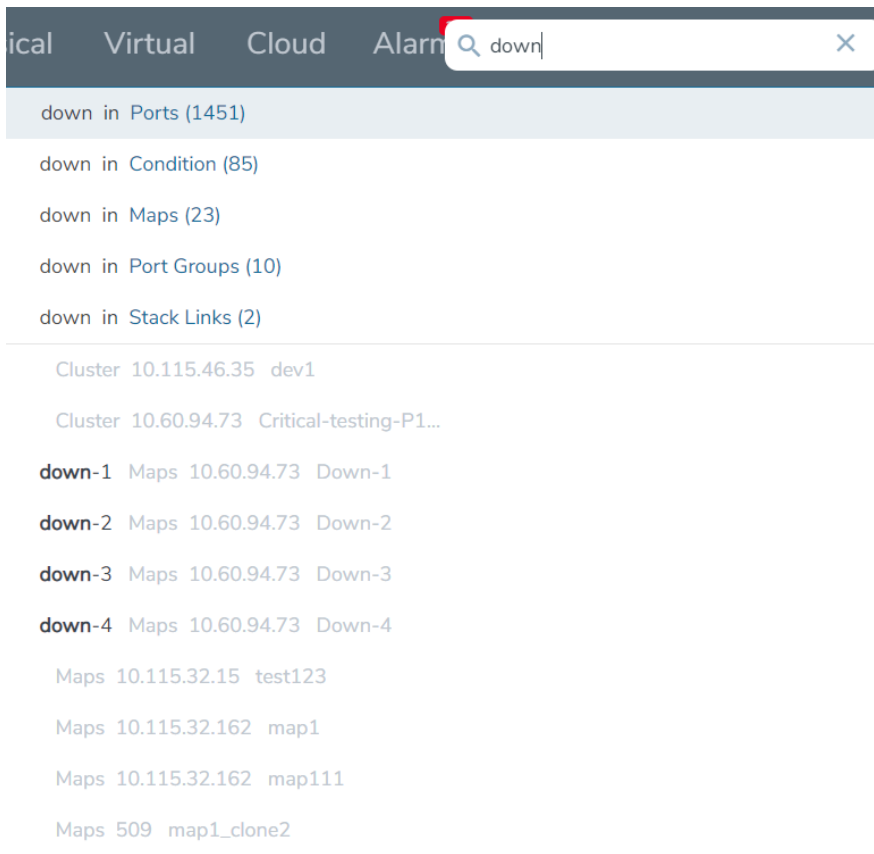 ical Virtual Cloud Alarm down
down in Ports (1451)
down in Condition (85)
down in Maps (23)
down in Port Groups (10)
down in Stack Links (2)
Cluster 10.115.46.35 dev1
Cluster 10.60.94.73 Critical-testing-P1...
down-1 Maps 10.60.94.73 Down-1
down-2 Maps 10.60.94.73 Down-2
down-3 Maps 10.60.94.73 Down-3
down-4 Maps 10.60.94.73 Down-4
Maps 10.115.32.15 test123
Maps 10.115.32.162 map1
Maps 10.115.32.162 map111
Maps 509 map1_clone2